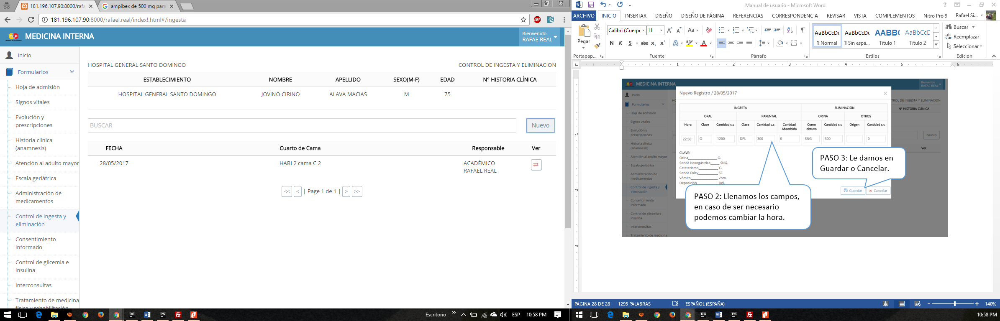 181.196.107.90:8000/rafa
ampibex de 500 mg para
181.196.107.90:8000/rafael.real/index!.html#/ingesta
ABP
MEDICINA INTERNA
Bienvenido
RAFAE REAL
Inicio
Formularios
Hoja de admisión
Signos vitales
Evolución y
prescripciones
Historia clínica
(anamnesis)
Atención al adulto mayor
Escala geriátrica
Administración de
medicamentos
Control de ingesta y
eliminación
Consentimiento
informado
Control de glicemia e
insulina
Interconsultas
Tratamiento de medicina
física y rehabilitación
HOSPITAL GENERAL SANTO DOMINGO
CONTROL DE INGESTA Y ELIMINACION
ESTABLECIMIENTO NOMBRE APELLIDO SEXO(M-F) EDAD N° HISTORIA CLÍNICA
HOSPITAL GENERAL SANTO DOMINGO JOVINO CIRINO ALAVA MACIAS M 75
BUSCAR
Nuevo
FECHA Cuarto de Cama Responsable Ver
28/05/2017 HABI 2 cama C 2 ACADÉMICO
RAFAEL REAL
<< < | Page 1 de 1 | > >>
Escritorio » ESP 10:58 PM
Manual de usuario - Microsoft Word
ARCHIVO INICIO INSERTAR DISEÑO DISEÑO DE PÁGINA REFERENCIAS CORRESPONDENCIA REVISAR VISTA COMPLEMENTOS Nitro Pro 9 Rafael Si...
Calibri (Cuerpo 11
Pegar
N K S abc x₂ x²
AaBbCcDc AaBbCcDc AABBC AaBbCcC
¶ Normal ¶ Sin espa... Título 1 Título 2
Buscar
Reemplazar
Seleccionar
Portapap... Fuente Párrafo Estilos Edición
1 2 3 4 5 6
MEDICINA INTERNA
Bienvenido
RAFAE REAL
Inicio
Formularios
Hoja de admisión
Signos vitales
Evolución y
prescripciones
Historia clínica
(anamnesis)
Atención al adulto mayor
Escala geriátrica
Administración de
medicamentos
Control de ingesta y
eliminación
Consentimiento
informado
Control de glicemia e
insulina
Interconsultas
Tratamiento de medicina
TROL DE INGESTA Y ELIMINACION
N° HISTORIA CLÍNICA
Nuevo
Ver
Nuevo Registro / 28/05/2017
INGESTA ELIMINACIÓN
ORAL PARENTAL ORINA OTROS
Hora Clase Cantidad c.c Clase Cantidad c.c Cantidad Absorbida Como obtuvo Cantidad c.c Origen Cantidad c.c
22:50 O 1200 DPL 300 0 SNG 300 0
CLAVE:
Orina________________ O.
Sonda Nasogástrica_____ SNG.
Cateterismo___________ C.
Sonda Foley___________ SF.
Vómito_______________ Vom.
Deposición Dpl.
Guardar Cancelar
PASO 3: Le damos en
Guardar o Cancelar.
PASO 2: Llenamos los campos,
en caso de ser necesario
podemos cambiar la hora.
PÁGINA 28 DE 28 1295 PALABRAS ESPAÑOL (ESPAÑA) 140%
10:58 PM